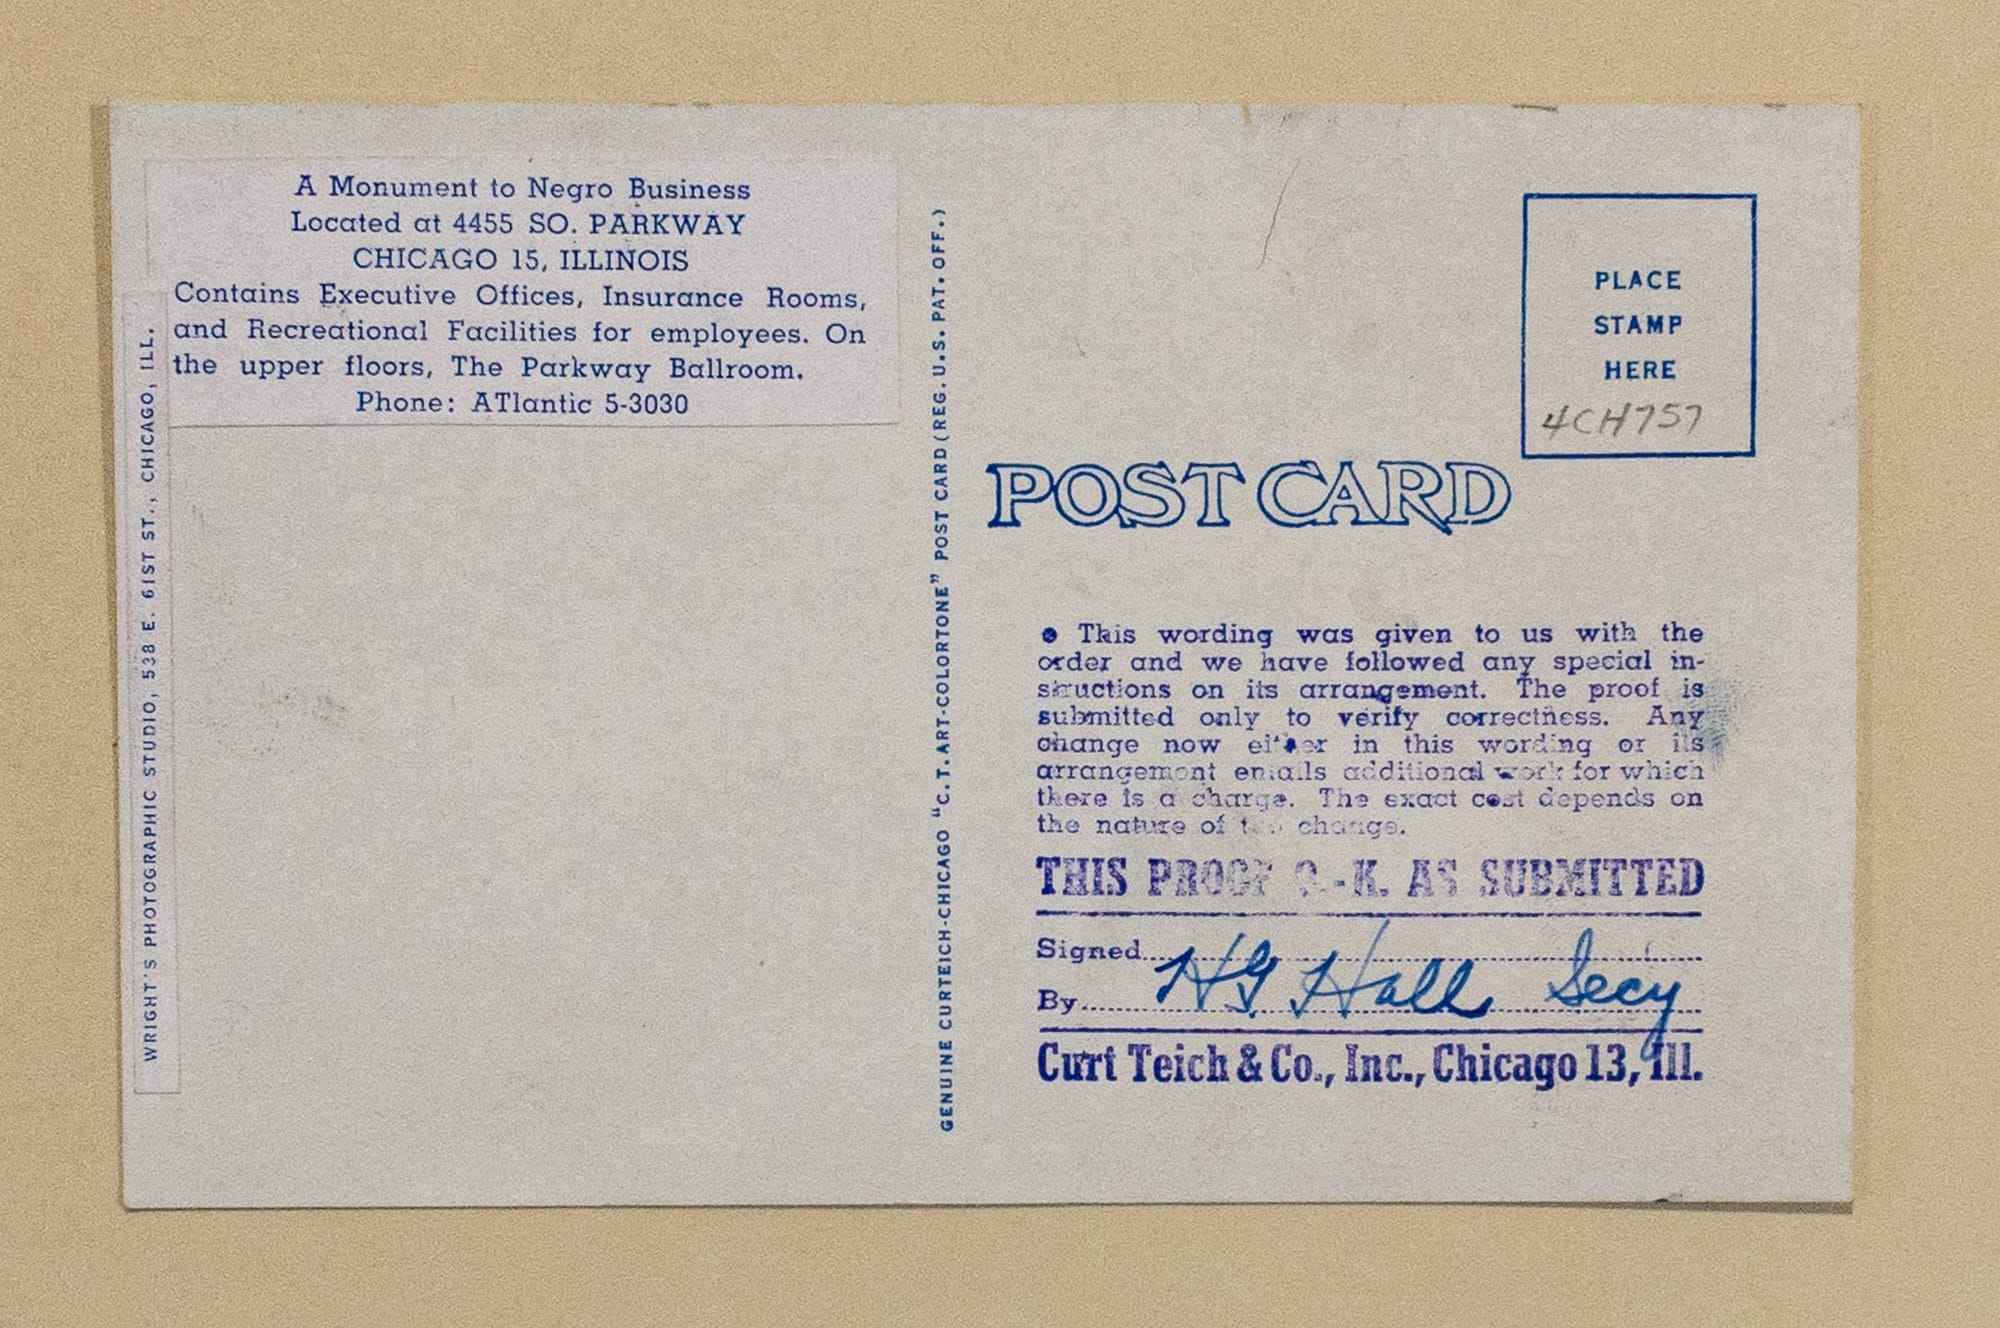 A Monument to Negro Business
Located at 4455 SO. PARKWAY
CHICAGO 15, ILLINOIS
Contains Executive Offices, Insurance Rooms,
and Recreational Facilities for employees. On
the upper floors, The Parkway Ballroom.
Phone: ATlantic 5-3030
WRIGHT'S PHOTOGRAPHIC STUDIO, 538 E. 61ST ST., CHICAGO, ILL.
GENUINE CURTEICH-CHICAGO "C. T. ART-COLORTONE" POST CARD (REG. U.S. PAT. OFF.)
PLACE
STAMP
HERE
4CH757
POST CARD
• This wording was given to us with the
order and we have followed any special in-
structions on its arrangement. The proof is
submitted only to verify correctness. Any
change now either in this wording or its
arrangement entails additional work for which
there is a charge. The exact cost depends on
the nature of the change.
THIS PROOF O.-K. AS SUBMITTED
Signed
By HG Hall Secy
Curt Teich & Co., Inc., Chicago 13, Ill.